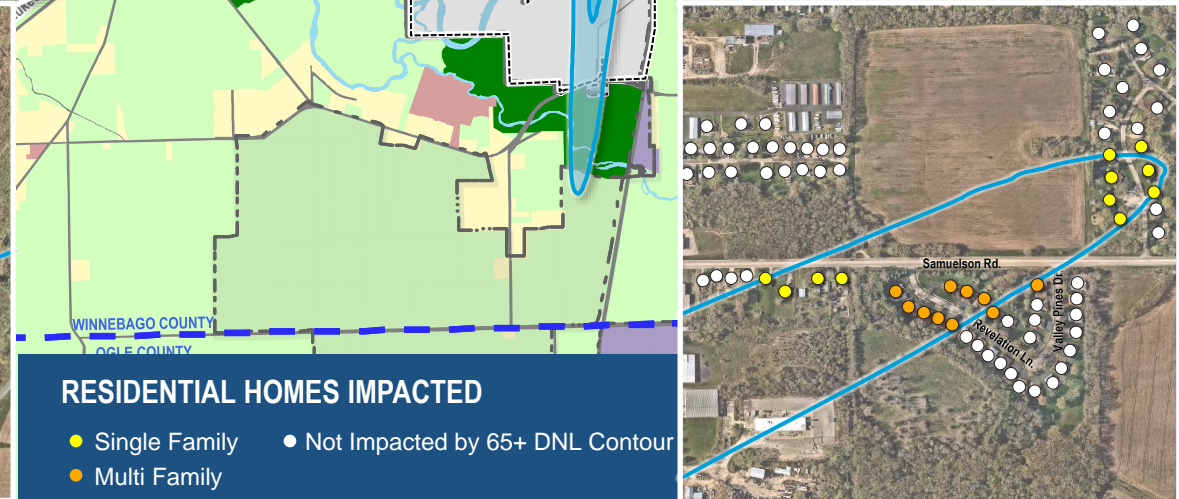 WINNEBAGO COUNTY
OGLE COUNTY
RESIDENTIAL HOMES IMPACTED
Single Family
Not Impacted by 65+ DNL Contour
Multi Family
Samuelson Rd.
Valley Pines Dr.
Revelation Ln.